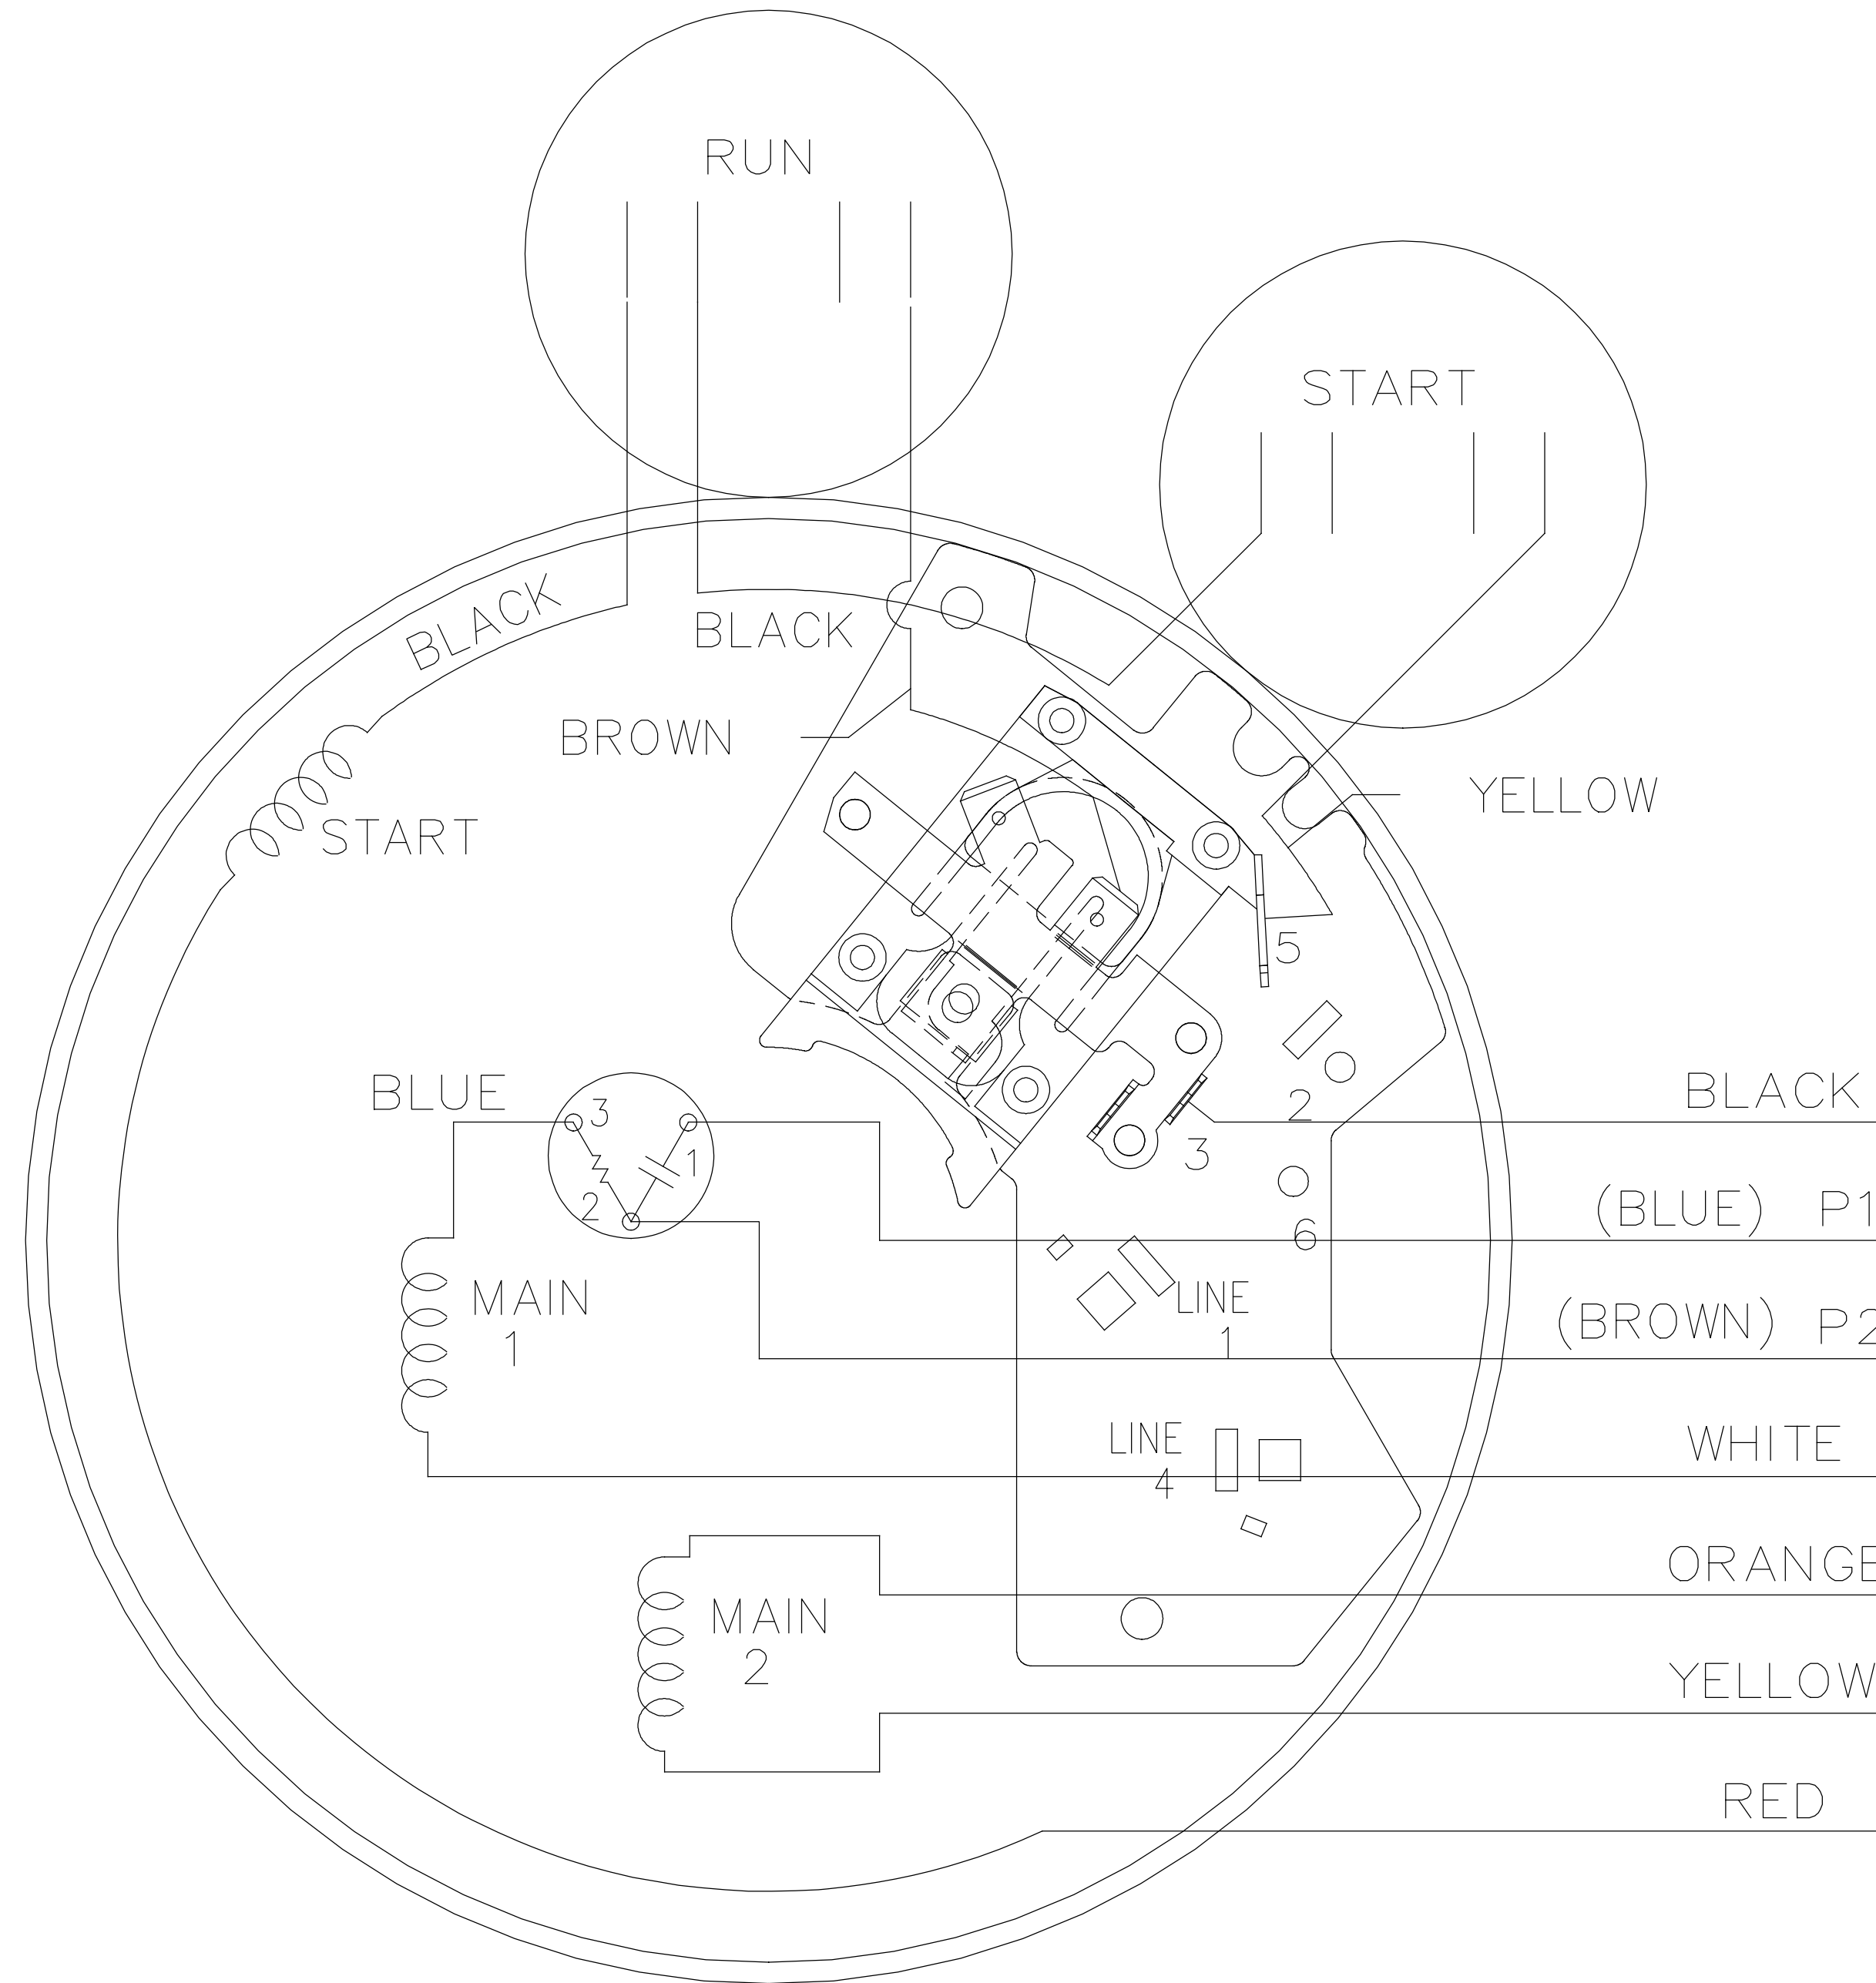 RUN
START
BLACK
BLACK
BROWN
YELLOW
START
5
BLUE
3
1
2
2
3
BLACK
(BLUE) P1
6
MAIN
1
LINE
1
(BROWN) P2
LINE
4
WHITE
ORANGE
MAIN
2
YELLOW
RED